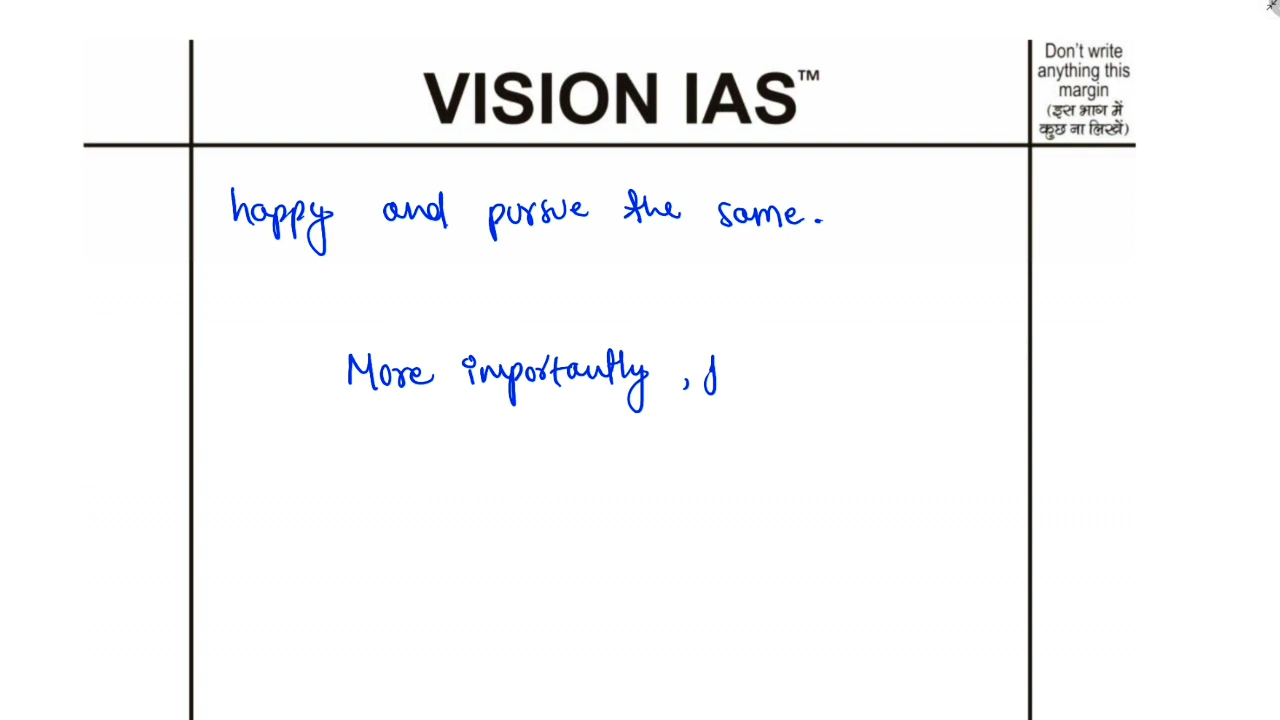 VISION IAS™
Don't write
anything this
margin
(इस भाग में
कुछ ना लिखें)
happy and pursue the same.
More importantly,